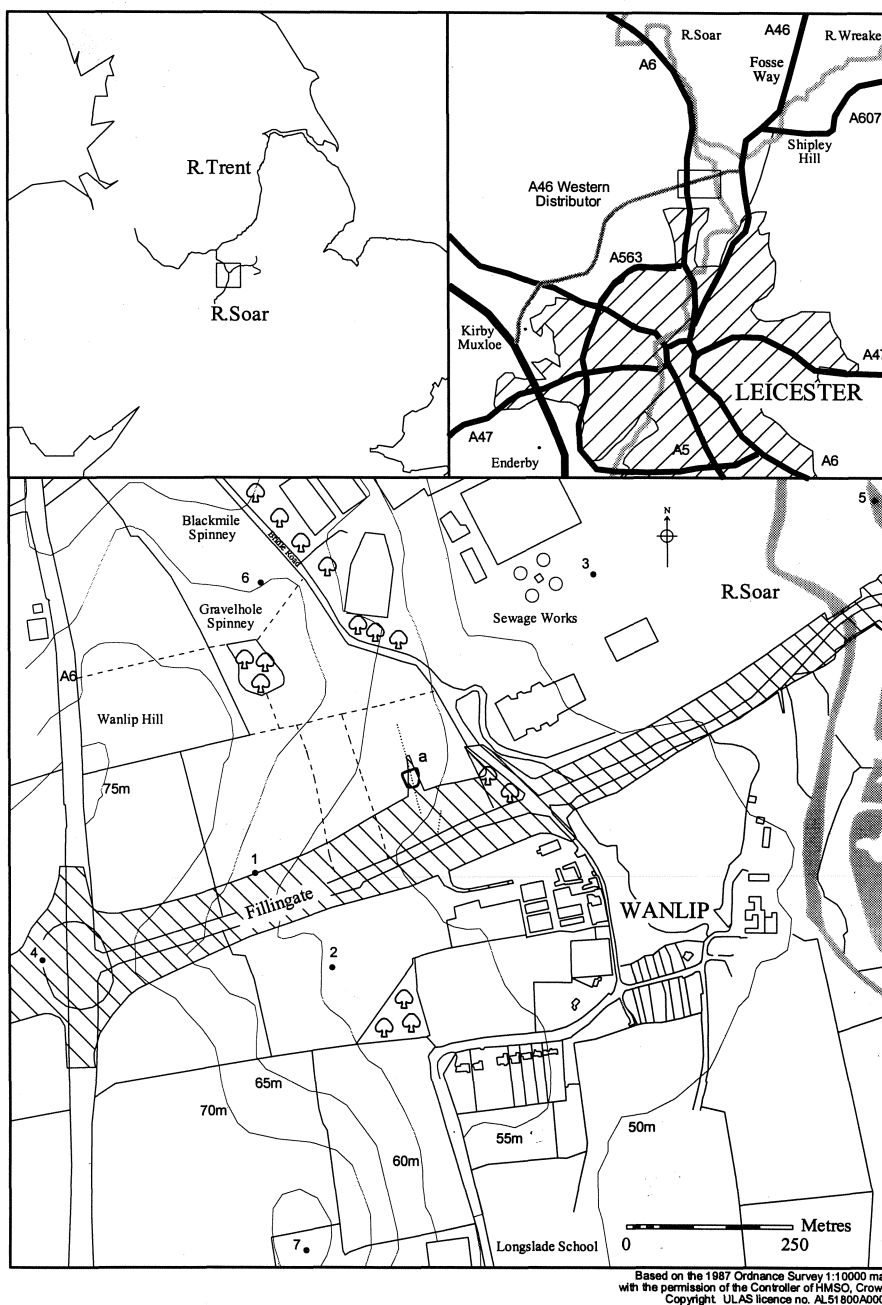 R.Trent
R.Soar
A46
R.Soar
R.Wreake
A6
Fosse
Way
A607
Shipley
Hill
A46 Western
Distributor
A563
Kirby
Muxloe
A47
LEICESTER
A47
A5
A6
Enderby
Blackmile
Spinney
Bridle Road
N
5
3
6
R.Soar
Gravelhole
Spinney
Sewage Works
A6
Wanlip Hill
a
75m
1
Fillingate
WANLIP
4
2
65m
70m
50m
55m
60m
Metres
0
250
7
Longslade School
Based on the 1987 Ordnance Survey 1:10000 ma
with the permission of the Controller of HMSO, Crow
Copyright. ULAS licence no. AL51800A000